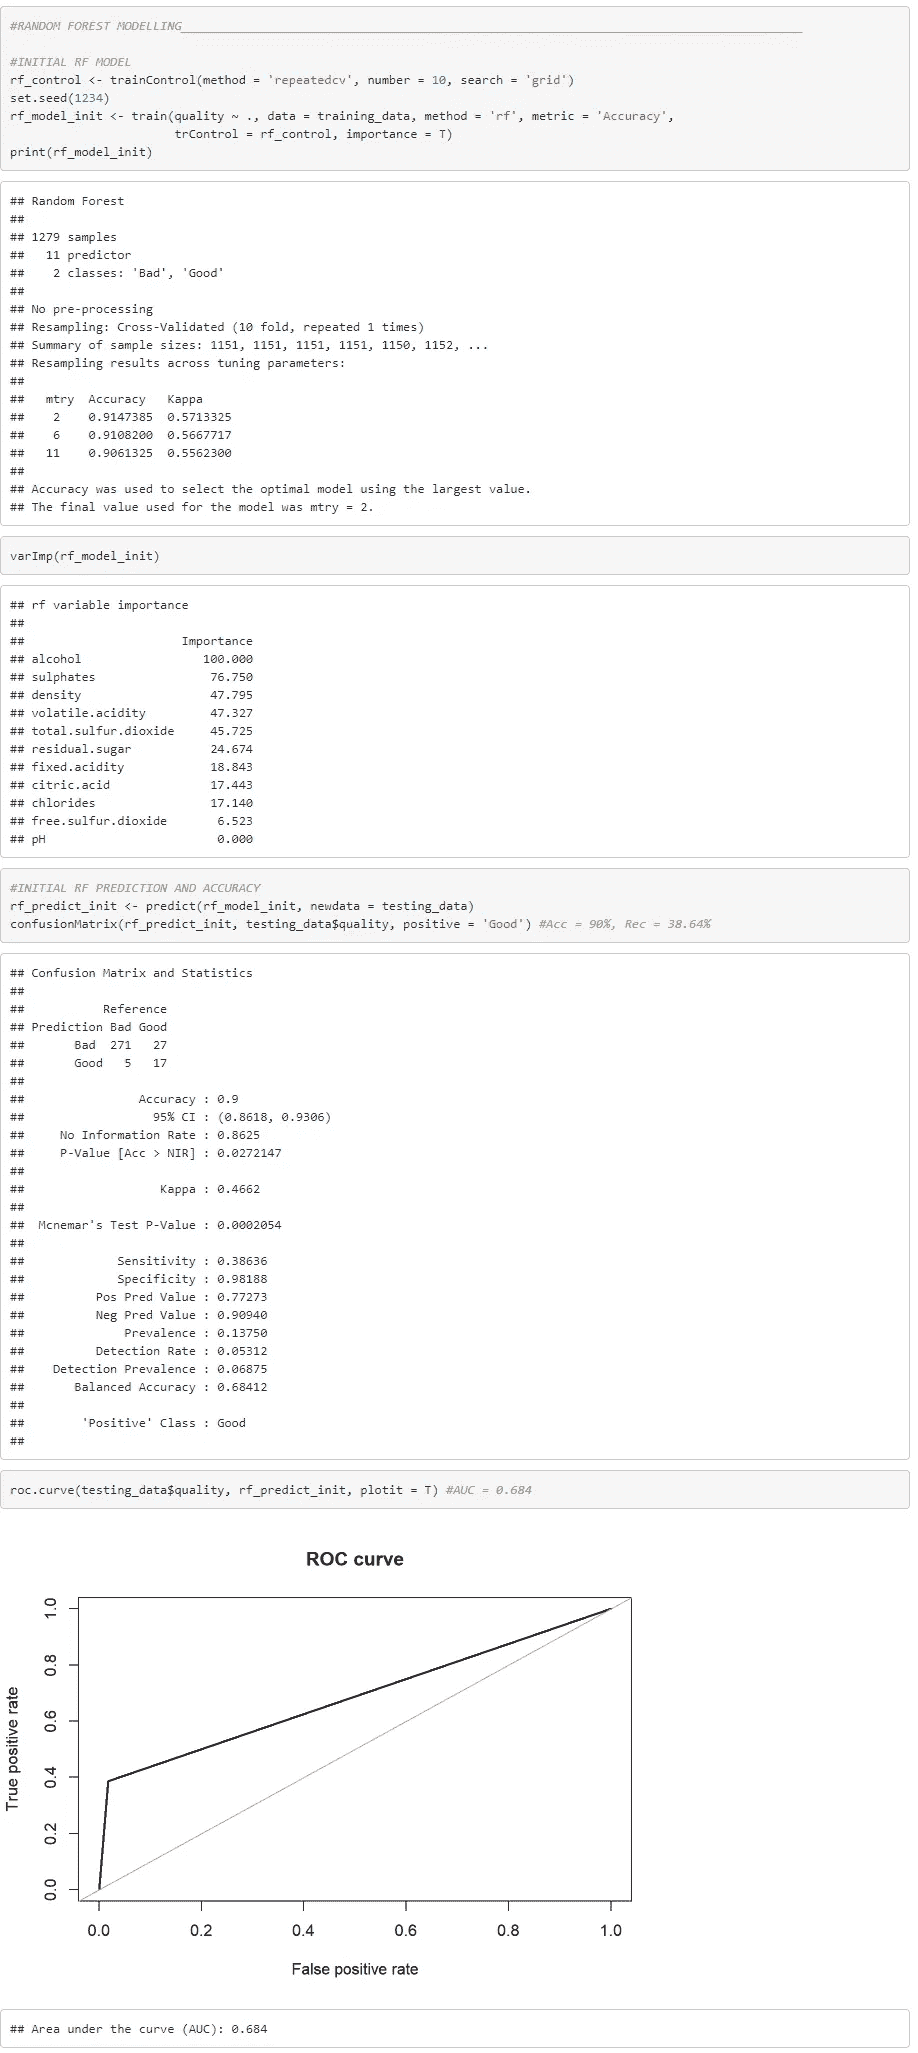 #RANDOM FOREST MODELLING_______________________________________________________________________________________
#INITIAL RF MODEL
rf_control <- trainControl(method = 'repeatedcv', number = 10, search = 'grid')
set.seed(1234)
rf_model_init <- train(quality ~ ., data = training_data, method = 'rf', metric = 'Accuracy',
                       trControl = rf_control, importance = T)
print(rf_model_init)
## Random Forest
##
## 1279 samples
##   11 predictor
##    2 classes: 'Bad', 'Good'
##
## No pre-processing
## Resampling: Cross-Validated (10 fold, repeated 1 times)
## Summary of sample sizes: 1151, 1151, 1151, 1151, 1150, 1152, ...
## Resampling results across tuning parameters:
##
##   mtry  Accuracy   Kappa
##    2    0.9147385  0.5713325
##    6    0.9108200  0.5667717
##   11    0.9061325  0.5562300
##
## Accuracy was used to select the optimal model using the largest value.
## The final value used for the model was mtry = 2.
varImp(rf_model_init)
## rf variable importance
##
##                      Importance
## alcohol                 100.000
## sulphates                76.750
## density                  47.795
## volatile.acidity         47.327
## total.sulfur.dioxide     45.725
## residual.sugar           24.674
## fixed.acidity            18.843
## citric.acid              17.443
## chlorides                17.140
## free.sulfur.dioxide       6.523
## pH                        0.000
#INITIAL RF PREDICTION AND ACCURACY
rf_predict_init <- predict(rf_model_init, newdata = testing_data)
confusionMatrix(rf_predict_init, testing_data$quality, positive = 'Good') #Acc = 90%, Rec = 38.64%
## Confusion Matrix and Statistics
##
##           Reference
## Prediction Bad Good
##       Bad  271   27
##       Good   5   17
##
##                Accuracy : 0.9
##                  95% CI : (0.8618, 0.9306)
##     No Information Rate : 0.8625
##     P-Value [Acc > NIR] : 0.0272147
##
##                   Kappa : 0.4662
##
##  Mcnemar's Test P-Value : 0.0002054
##
##             Sensitivity : 0.38636
##             Specificity : 0.98188
##          Pos Pred Value : 0.77273
##          Neg Pred Value : 0.90940
##              Prevalence : 0.13750
##          Detection Rate : 0.05312
##    Detection Prevalence : 0.06875
##       Balanced Accuracy : 0.68412
##
##        'Positive' Class : Good
##
roc.curve(testing_data$quality, rf_predict_init, plotit = T) #AUC = 0.684
ROC curve
True positive rate
1.0
0.8
0.6
0.4
0.2
0.0
0.0 0.2 0.4 0.6 0.8 1.0
False positive rate
## Area under the curve (AUC): 0.684